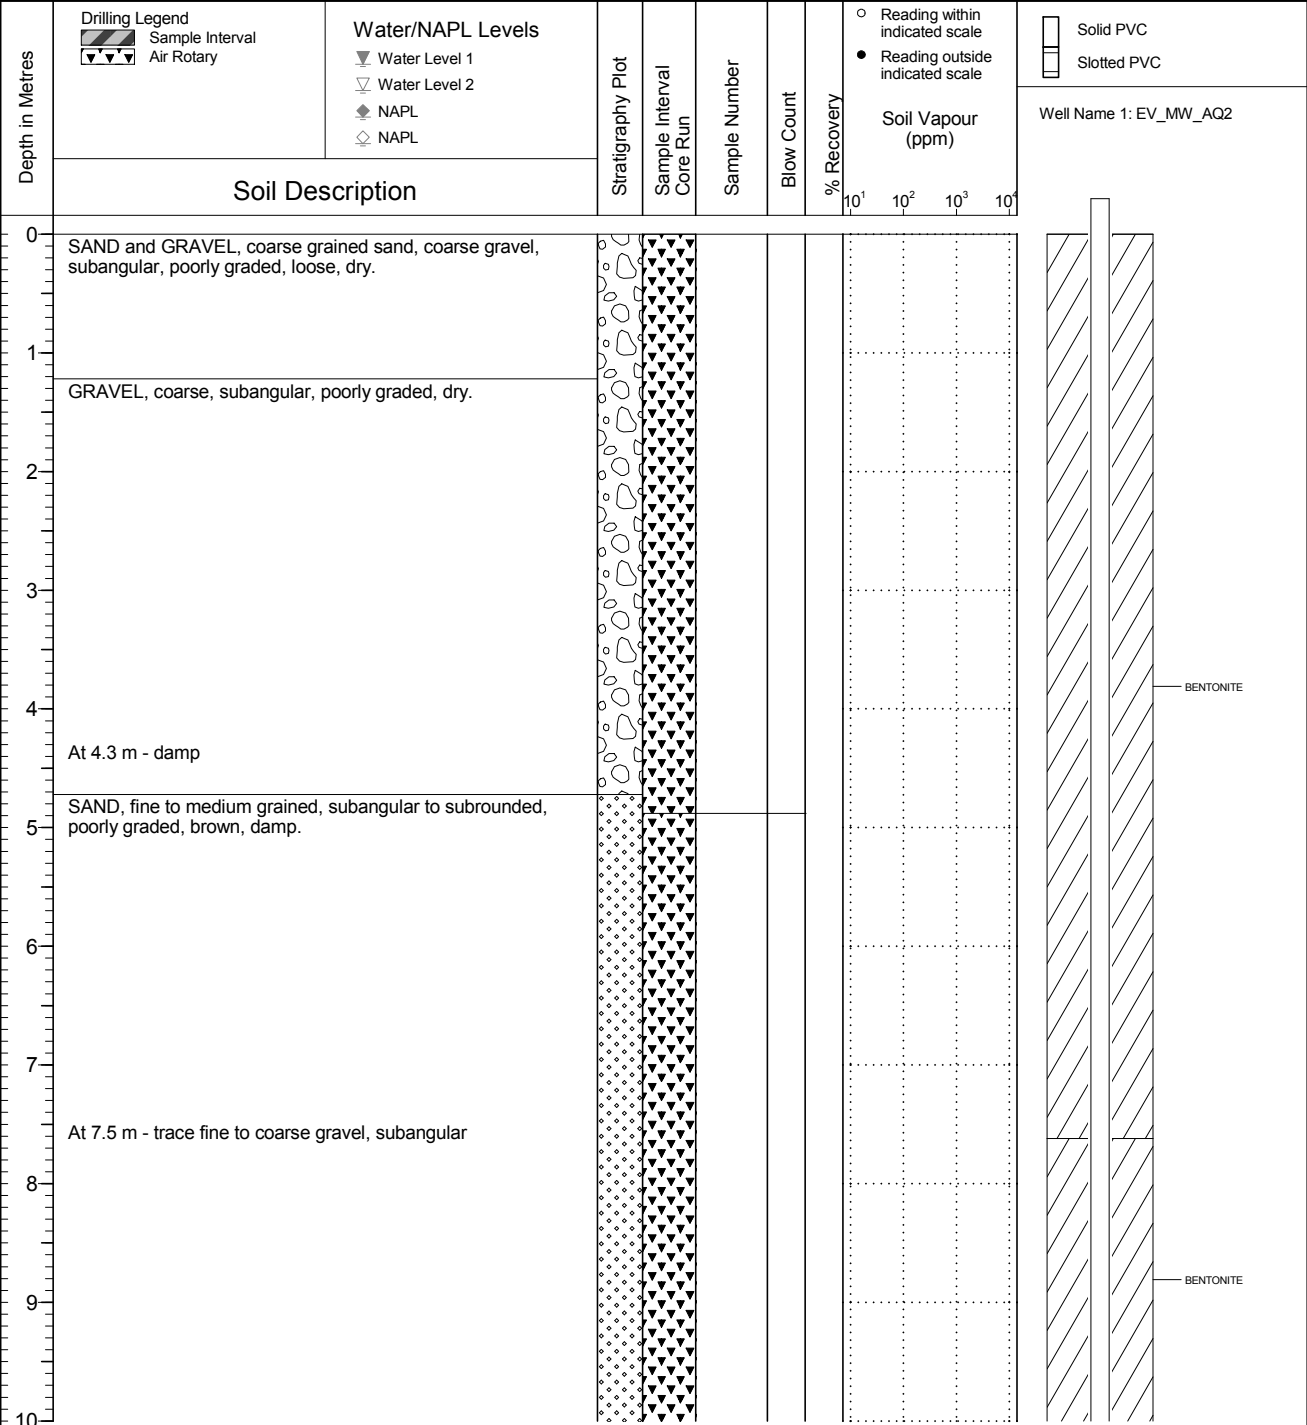 Depth in Metres
Drilling Legend
Sample Interval
Air Rotary
Water/NAPL Levels
Water Level 1
Water Level 2
NAPL
NAPL
Soil Description
Stratigraphy Plot
Sample Interval
Core Run
Sample Number
Blow Count
% Recovery
Reading within
indicated scale
Reading outside
indicated scale
Soil Vapour
(ppm)
10¹ 10² 10³ 10⁴
Solid PVC
Slotted PVC
Well Name 1: EV_MW_AQ2
0
SAND and GRAVEL, coarse grained sand, coarse gravel,
subangular, poorly graded, loose, dry.
1
GRAVEL, coarse, subangular, poorly graded, dry.
2
3
BENTONITE
4
At 4.3 m - damp
SAND, fine to medium grained, subangular to subrounded,
poorly graded, brown, damp.
5
6
7
At 7.5 m - trace fine to coarse gravel, subangular
8
BENTONITE
9
10